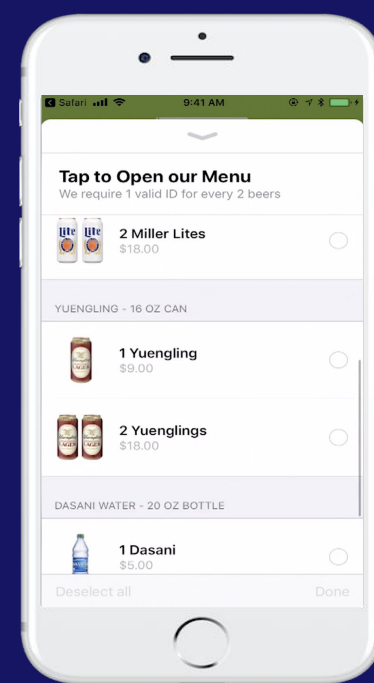 Safari
9:41 AM
Tap to Open our Menu
We require 1 valid ID for every 2 beers
Lite Lite
2 Miller Lites
$18.00
YUENGLING - 16 OZ CAN
1 Yuengling
$9.00
2 Yuenglings
$18.00
DASANI WATER - 20 OZ BOTTLE
1 Dasani
$5.00
Deselect all
Done